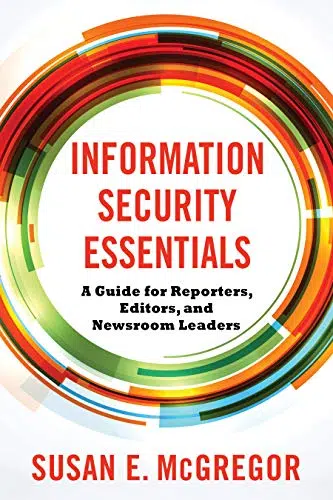 INFORMATION
SECURITY
ESSENTIALS
A Guide for Reporters,
Editors, and
Newsroom Leaders
SUSAN E. McGREGOR